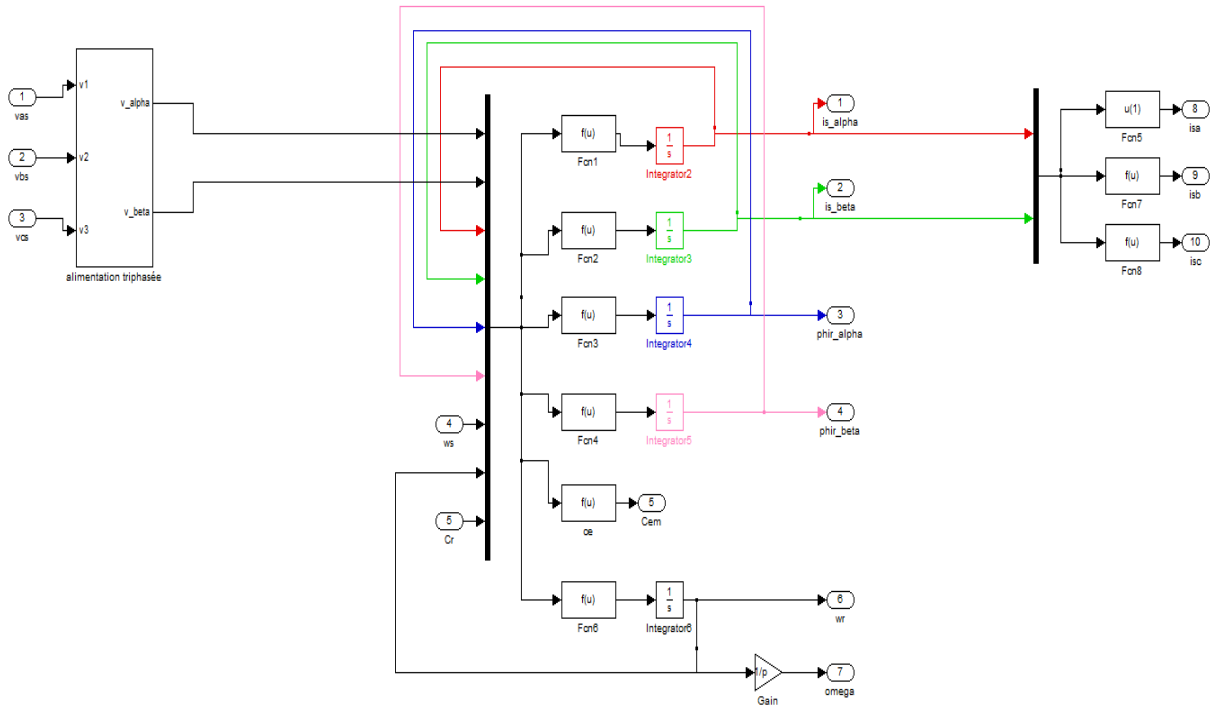 1
vas
2
vbs
3
vcs
v1
v2
v3
v_alpha
v_beta
alimentation triphasée
4
ws
5
Cr
f(u)
Fcn1
f(u)
Fcn2
f(u)
Fcn3
f(u)
Fcn4
f(u)
ce
f(u)
Fcn6
1
s
Integrator2
1
s
Integrator3
1
s
Integrator4
1
s
Integrator5
5
Cem
1
s
Integrator6
1/p
Gain
1
is_alpha
2
is_beta
3
phir_alpha
4
phir_beta
6
wr
7
omega
u(1)
Fcn5
f(u)
Fcn7
f(u)
Fcn8
8
isa
9
isb
10
isc